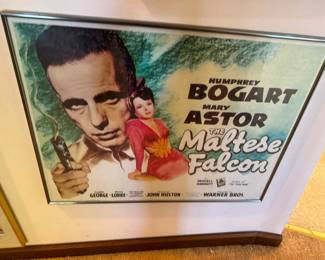 HUMPHREY
BOGART
MARY
ASTOR
THE
Maltese
Falcon
GEORGE LORRE JOHN HUSTON WARNER BROS.